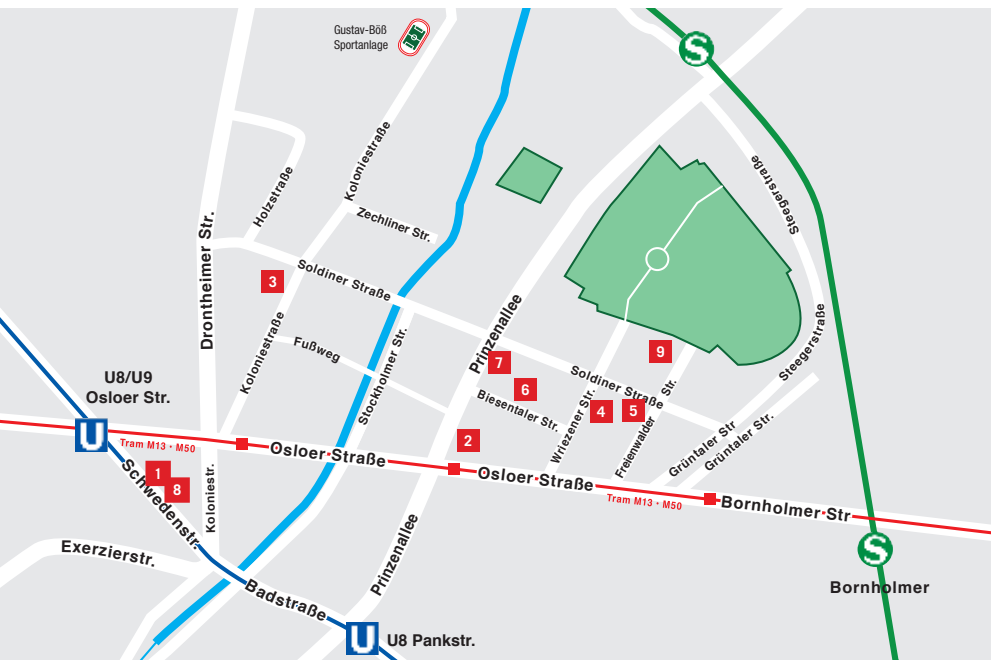 Gustav-Böß
Sportanlage
S
Koloniestraße
Steegerstraße
Holzstraße
Zechliner Str.
Drontheimer Str.
Soldiner Straße
3
Prinzenallee
Steegerstraße
Koloniestraße
Fußweg
Stockholmer Str.
7
9
U8/U9
Osloer Str.
6
Soldiner Straße
Biesentaler Str.
Wriezener Str.
4
5
Freienwalder Str.
Grüntaler Str
Grüntaler Str.
U
Tram M13 · M50
2
Osloer Straße
Osloer Straße
Tram M13 · M50
Bornholmer Str
1
8
Schwedenstr.
Koloniestr.
Exerzierstr.
Prinzenallee
S
Bornholmer
Badstraße
U
U8 Pankstr.